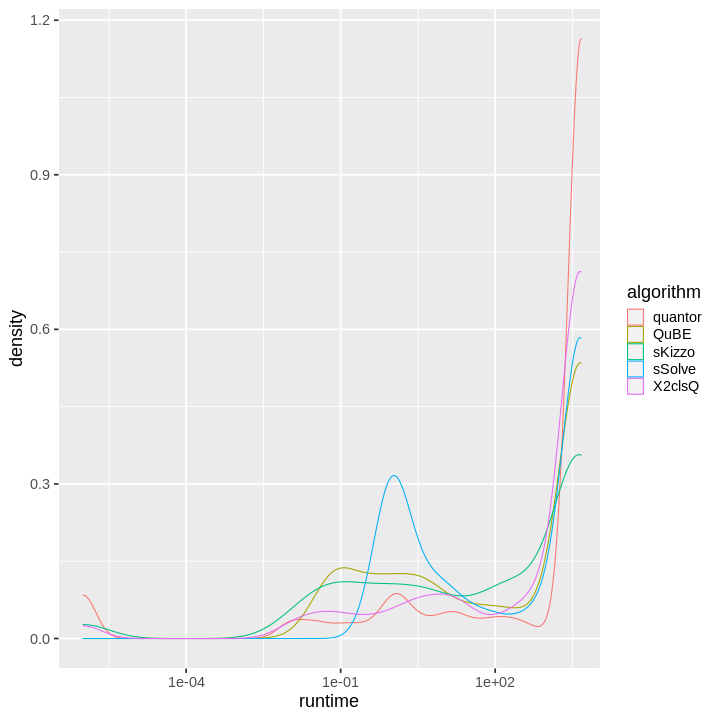 1.2
0.9
0.6
0.3
0.0
density
1e-04
1e-01
1e+02
runtime
algorithm
quantor
QuBE
sKizzo
sSolve
X2clsQ